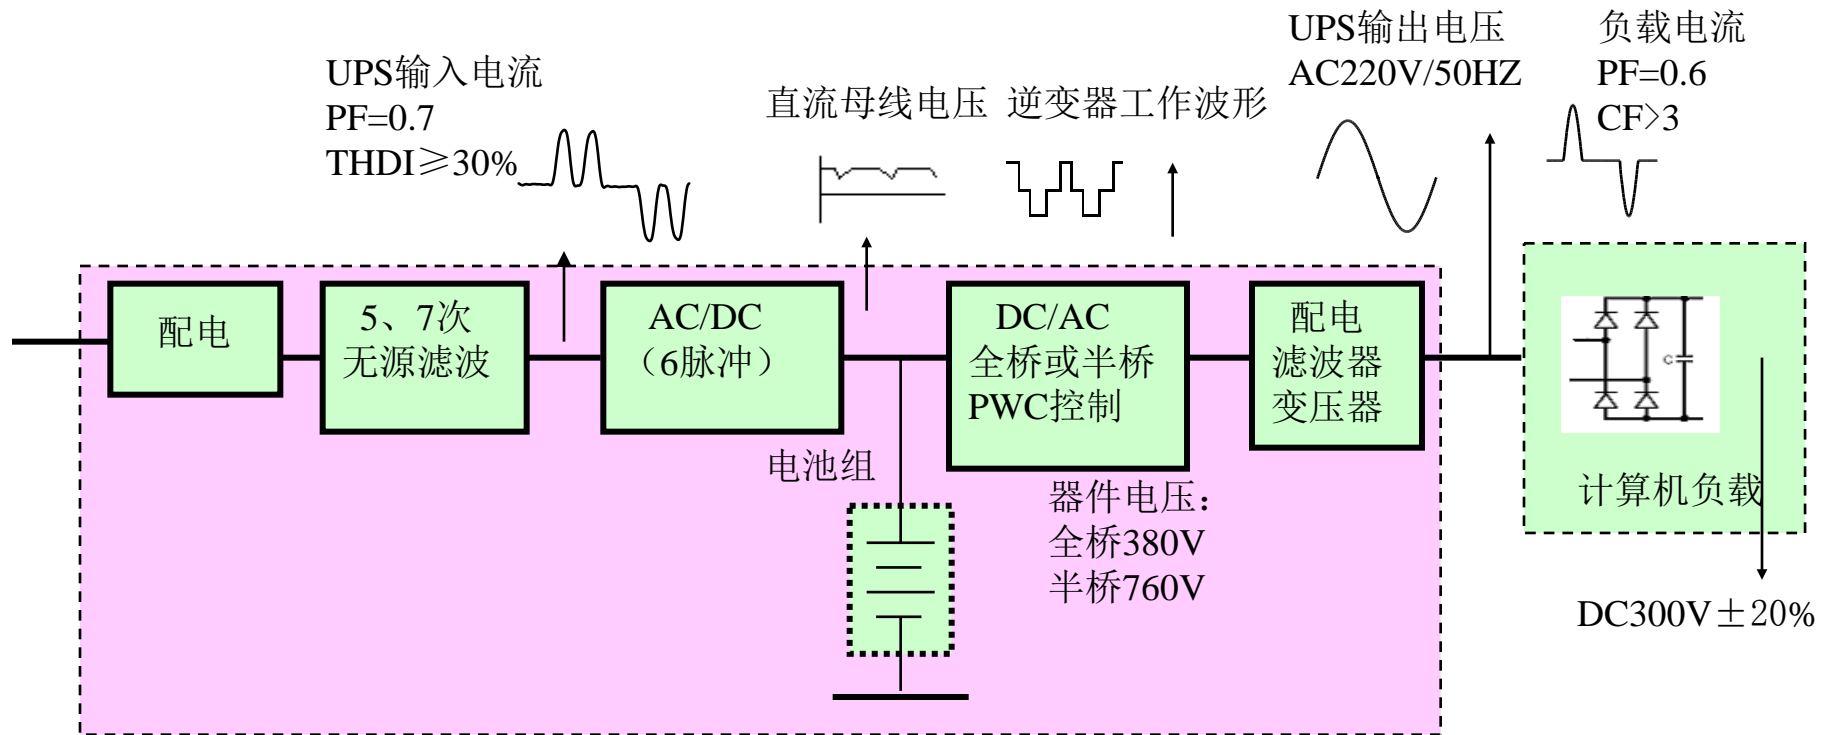 UPS输入电流
PF=0.7
THDI≥30%
直流母线电压
逆变器工作波形
UPS输出电压
AC220V/50HZ
负载电流
PF=0.6
CF>3
配电
5、7次
无源滤波
AC/DC
（6脉冲）
DC/AC
全桥或半桥
PWC控制
配电
滤波器
变压器
C
计算机负载
电池组
器件电压：
全桥380V
半桥760V
DC300V±20%